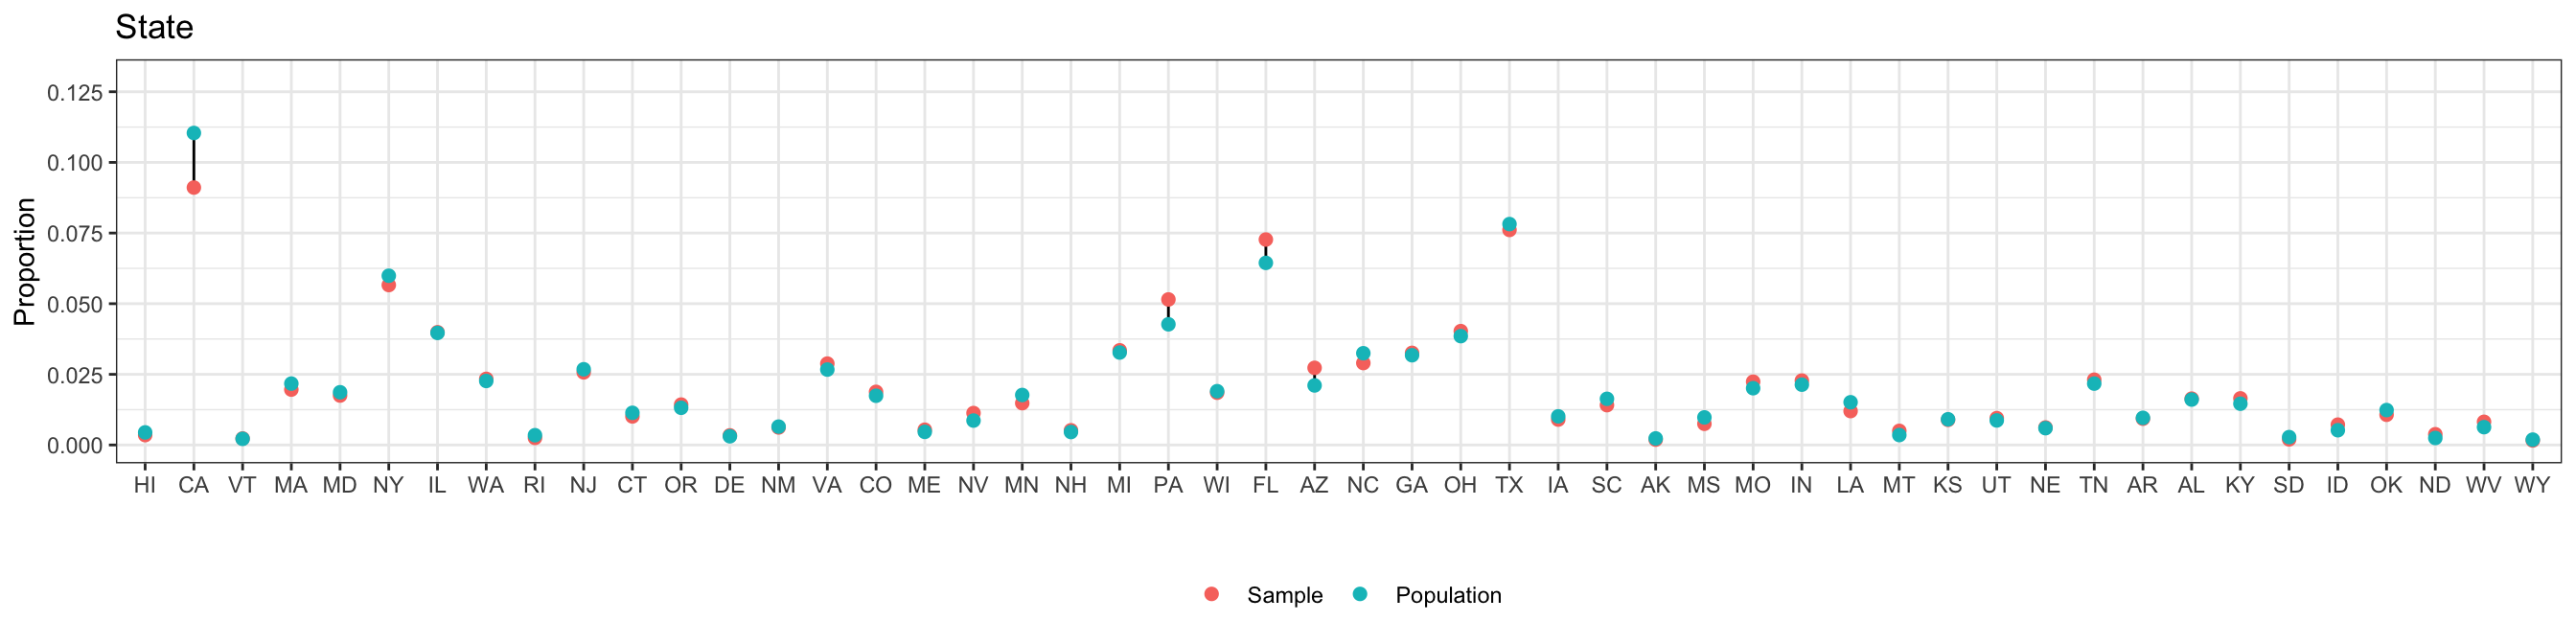 State
Proportion
0.125
0.100
0.075
0.050
0.025
0.000
HI CA VT MA MD NY IL WA RI NJ CT OR DE NM VA CO ME NV MN NH MI PA WI FL AZ NC GA OH TX IA SC AK MS MO IN LA MT KS UT NE TN AR AL KY SD ID OK ND WV WY
Sample Population